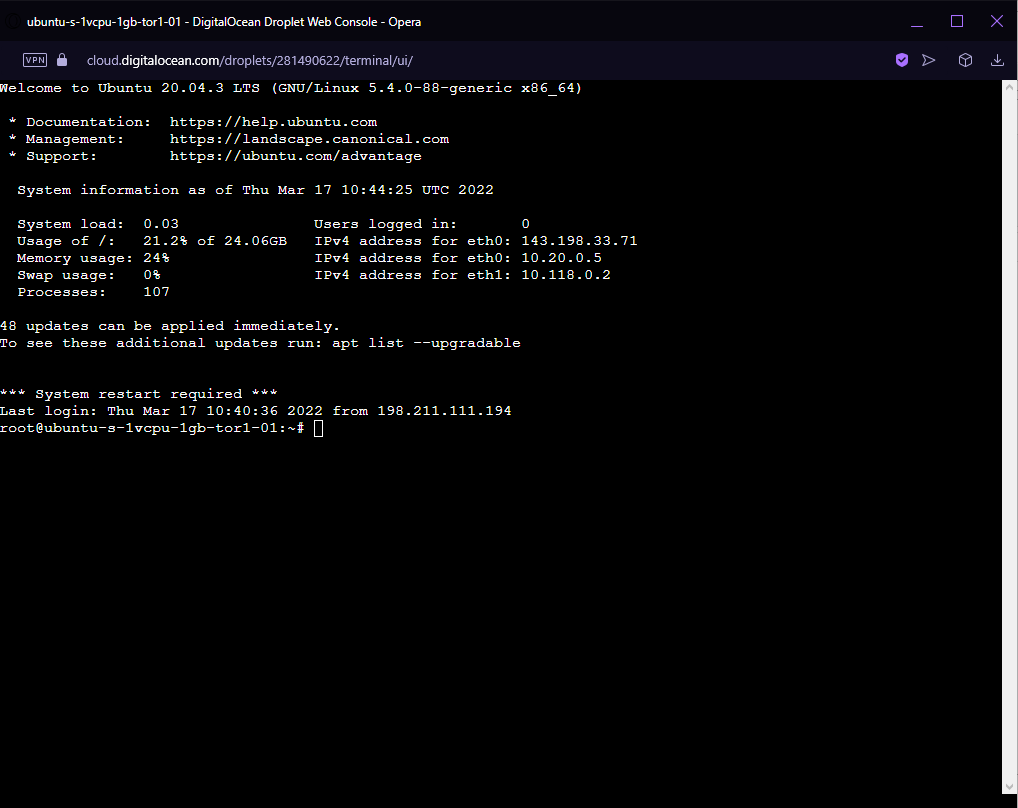 ubuntu-s-1vcpu-1gb-tor1-01 - DigitalOcean Droplet Web Console - Opera
VPN cloud.digitalocean.com/droplets/281490622/terminal/ui/
Welcome to Ubuntu 20.04.3 LTS (GNU/Linux 5.4.0-88-generic x86_64)
* Documentation:  https://help.ubuntu.com
* Management:     https://landscape.canonical.com
* Support:        https://ubuntu.com/advantage
System information as of Thu Mar 17 10:44:25 UTC 2022
System load:  0.03               Users logged in:       0
Usage of /:   21.2% of 24.06GB   IPv4 address for eth0: 143.198.33.71
Memory usage: 24%                IPv4 address for eth0: 10.20.0.5
Swap usage:   0%                 IPv4 address for eth1: 10.118.0.2
Processes:    107
48 updates can be applied immediately.
To see these additional updates run: apt list --upgradable
*** System restart required ***
Last login: Thu Mar 17 10:40:36 2022 from 198.211.111.194
root@ubuntu-s-1vcpu-1gb-tor1-01:~#